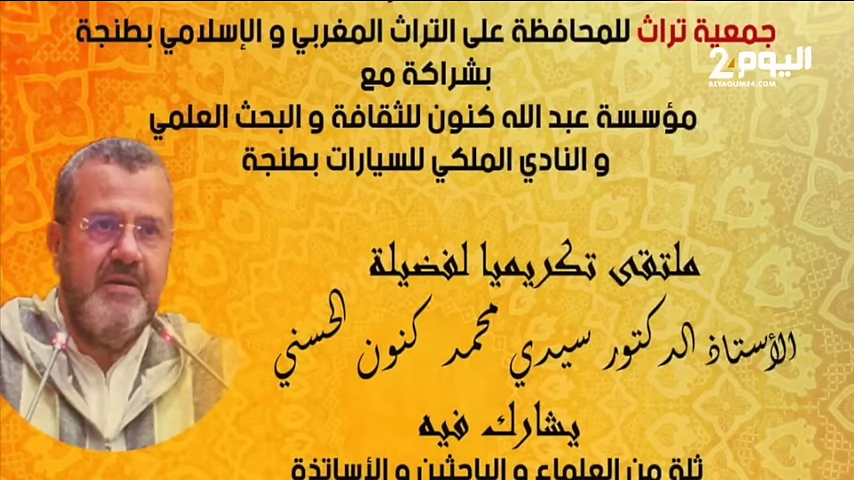 جمعية تراث للمحافظة على التراث المغربي و الإسلامي بطنجة
اليوم 24
ALYAOUM24.COM
بشراكة مع
مؤسسة عبد الله كنون للثقافة و البحث العلمي
و النادي الملكي للسيارات بطنجة
ملتقى تكريميا لفضيلة
الأستاذ الدكتور سيدي محمد كنون الحسني
يشارك فيه
ثلة من العلماء و الباحثين و الأساتذة